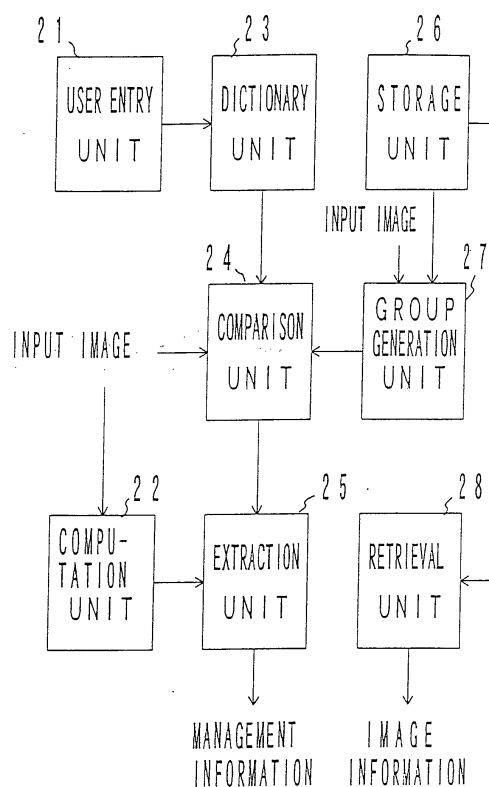 21
USER ENTRY
UNIT
23
DICTIONARY
UNIT
26
STORAGE
UNIT
INPUT IMAGE
24
COMPARISON
UNIT
27
GROUP
GENERATION
UNIT
INPUT IMAGE
22
COMPU-
TATION
UNIT
25
EXTRACTION
UNIT
28
RETRIEVAL
UNIT
MANAGEMENT
INFORMATION
IMAGE
INFORMATION